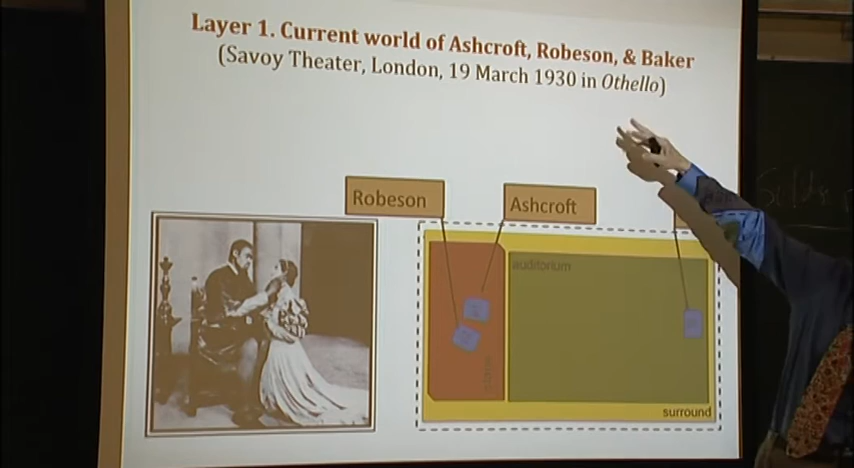 Layer 1. Current world of Ashcroft, Robeson, & Baker
(Savoy Theater, London, 19 March 1930 in Othello)
Robeson
Ashcroft
auditorium
surround